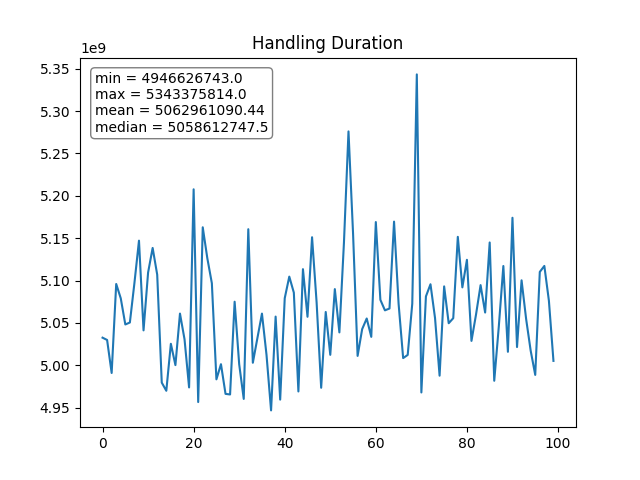 Handling Duration
1e9
min = 4946626743.0
max = 5343375814.0
mean = 5062961090.44
median = 5058612747.5
5.35
5.30
5.25
5.20
5.15
5.10
5.05
5.00
4.95
0 20 40 60 80 100